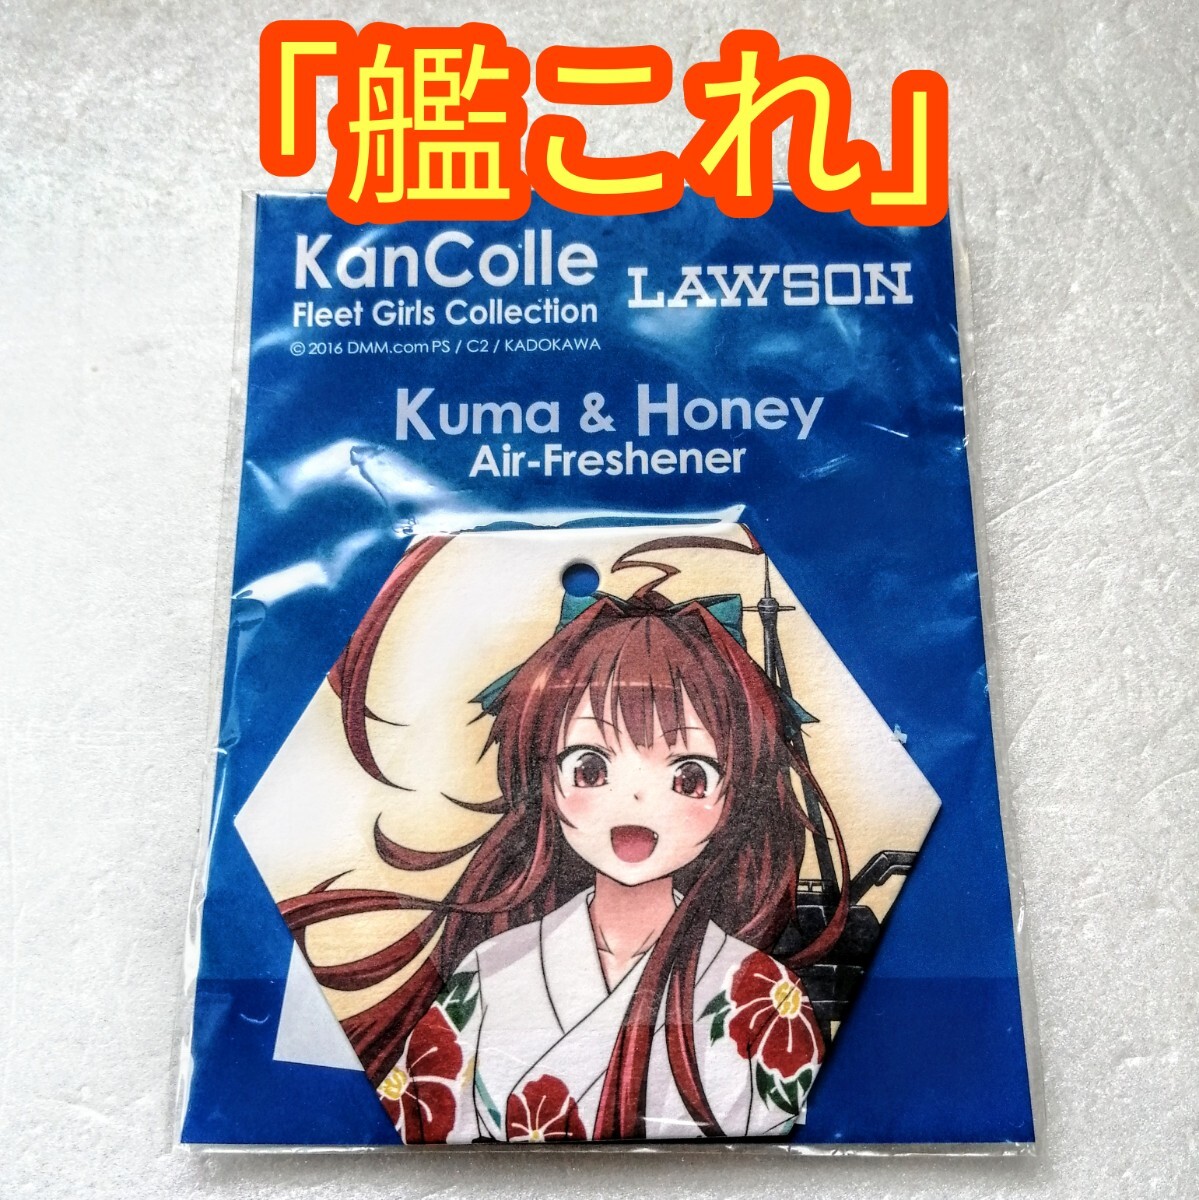 「艦これ」
KanColle
Fleet Girls Collection
LAWSON
© 2016 DMM.com PS / C2 / KADOKAWA
Kuma & Honey
Air-Freshener